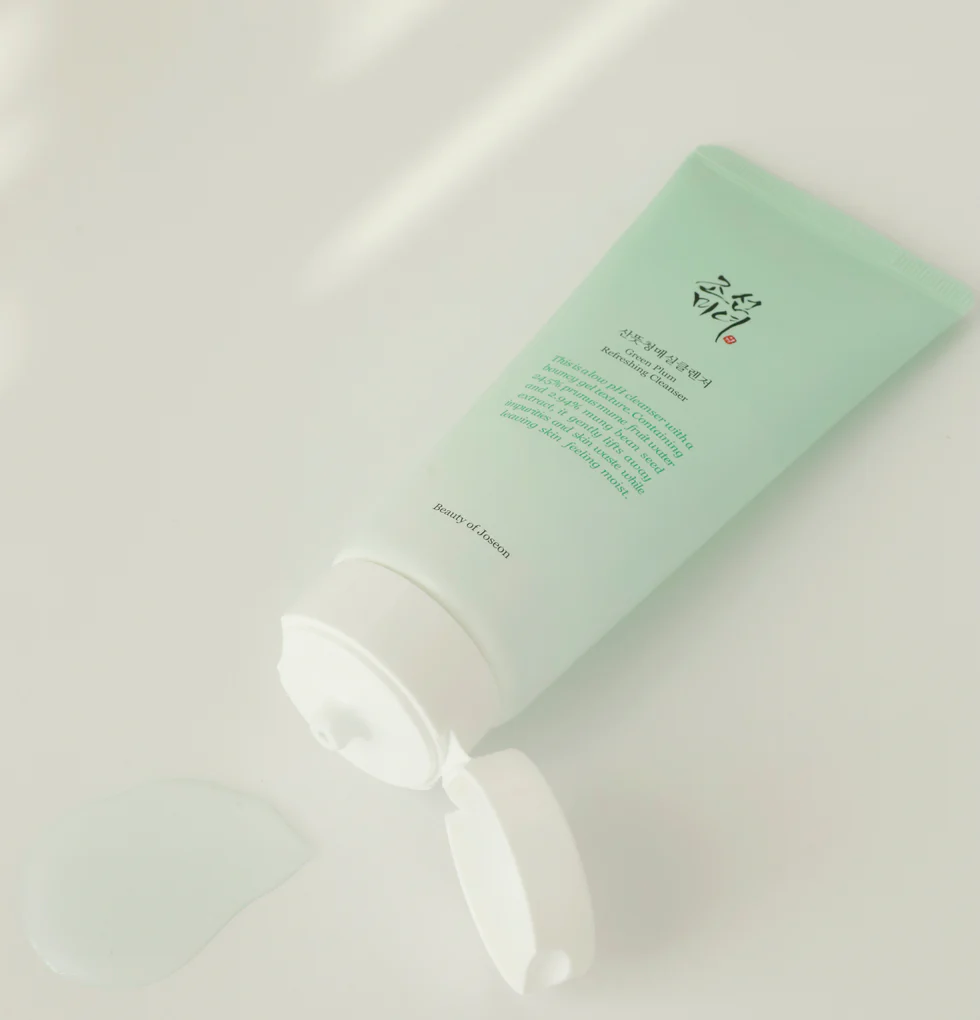 조선
미녀
산뜻청매실클렌저
Green Plum
Refreshing Cleanser
This is a low pH cleanser with a
bouncy gel texture. Containing
24.5% prunus mume fruit water
and 2.94% mung bean seed
extract, it gently lifts away
impurities and skin waste while
leaving skin feeling moist.
Beauty of Joseon